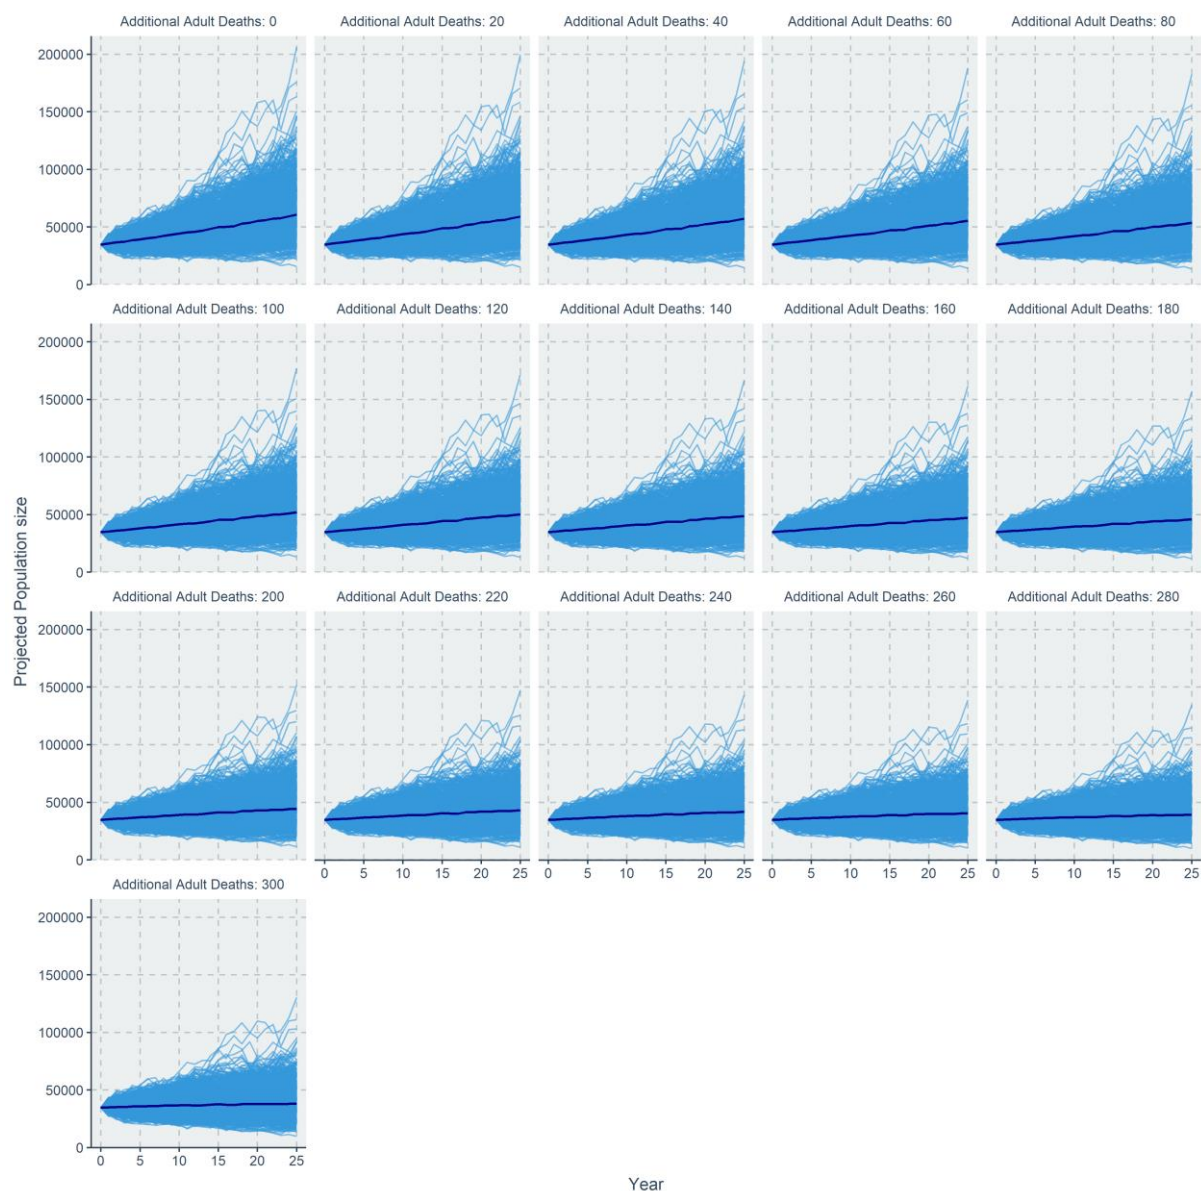 Additional Adult Deaths: 0
Additional Adult Deaths: 20
Additional Adult Deaths: 40
Additional Adult Deaths: 60
Additional Adult Deaths: 80
200000
150000
100000
50000
0
Additional Adult Deaths: 100
Additional Adult Deaths: 120
Additional Adult Deaths: 140
Additional Adult Deaths: 160
Additional Adult Deaths: 180
200000
150000
100000
50000
0
Projected Population size
Additional Adult Deaths: 200
Additional Adult Deaths: 220
Additional Adult Deaths: 240
Additional Adult Deaths: 260
Additional Adult Deaths: 280
200000
150000
100000
50000
0
0 5 10 15 20 25
0 5 10 15 20 25
0 5 10 15 20 25
0 5 10 15 20 25
Additional Adult Deaths: 300
200000
150000
100000
50000
0
0 5 10 15 20 25
Year